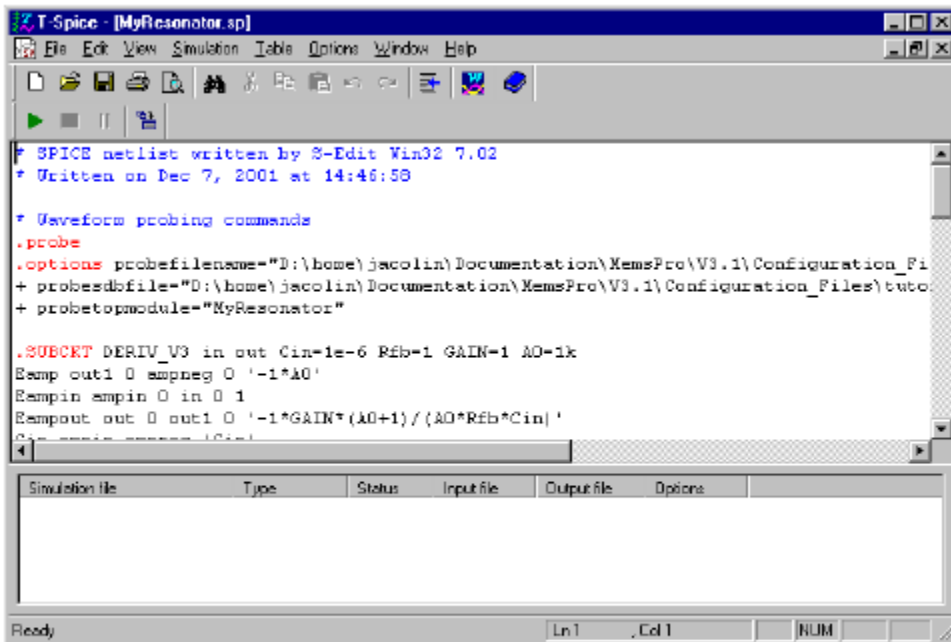 T-Spice - [MyResonator.sp]
File Edit View Simulation Table Options Window Help
* SPICE netlist written by S-Edit Win32 7.02
* Written on Dec 7, 2001 at 14:46:58
* Waveform probing commands
.probe
.options probefilename="D:\home\jacolin\Documentation\MemsPro\V3.1\Configuration_Fi
+ probesdbfile="D:\home\jacolin\Documentation\MemsPro\V3.1\Configuration_Files\tuto
+ probetopmodule="MyResonator"
.SUBCKT DERIV_V3 in out Cin=1e-6 Rfb=1 GAIN=1 AO=1k
Eamp out1 0 ampneg 0 '-1*AO'
Eampin ampin 0 in 0 1
Eampout out 0 out1 0 '-1*GAIN*(AO+1)/(AO*Rfb*Cin)'
Simulation file Type Status Input file Output file Options
Ready Ln 1 , Col 1 NUM